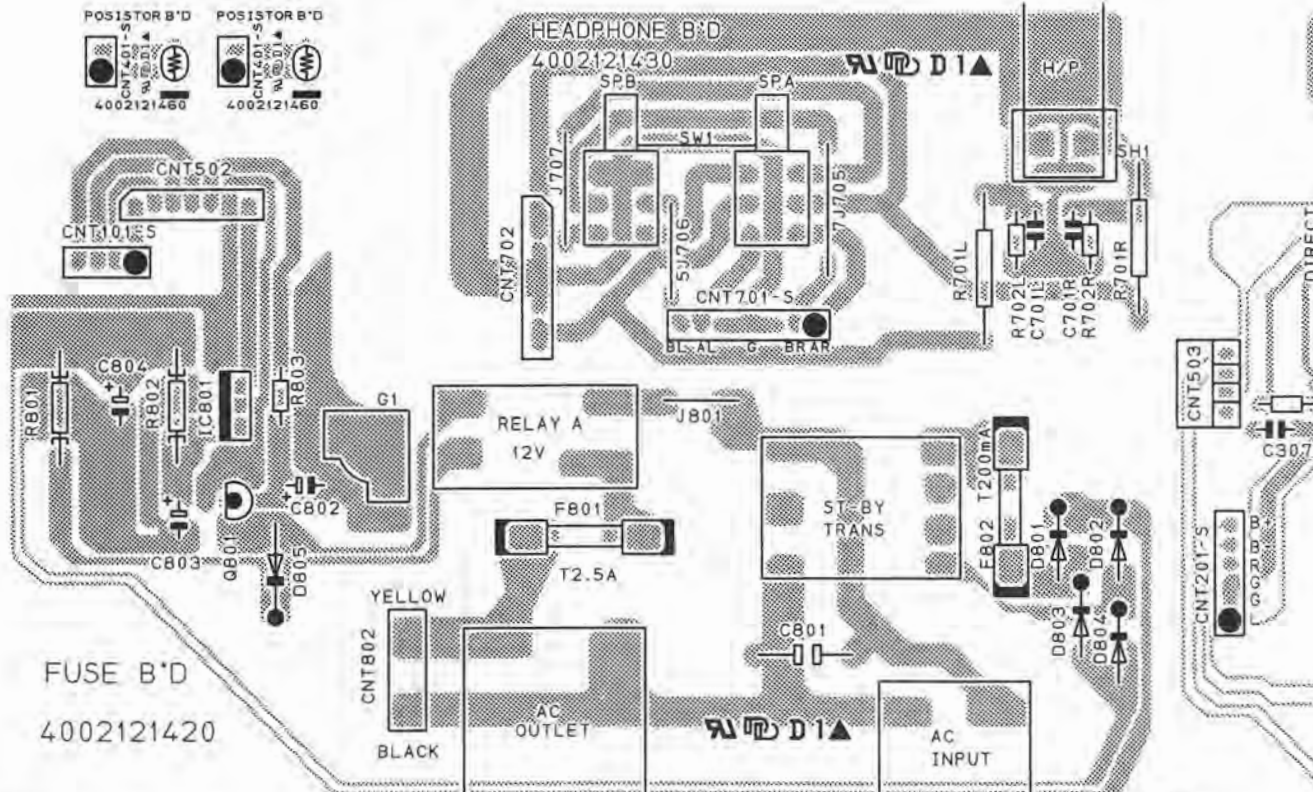 POSISTOR B'D
CNT401-S
D1▲
4002121460
POSISTOR B'D
CNT401-S
D1▲
4002121460
HEADPHONE B'D
4002121430
D1▲
SPB
SPA
SW1
H/P
SH1
J707
J705
J706
CNT702
CNT701-S
BL AL G BR AR
R701L
R702L
C701L
C701R
R702R
R701R
CNT502
CNT101-S
C804
R801
R802
IC801
R803
G1
C802
C803
Q801
D805
RELAY A
12V
J801
F801
T2.5A
ST-BY
TRANS
T200mA
F802
D801
D802
D803
D804
YELLOW
CNT802
BLACK
AC
OUTLET
C801
D1▲
AC
INPUT
FUSE B'D
4002121420
CNT503
C307
CNT201-S
B+
B-
R
G
G